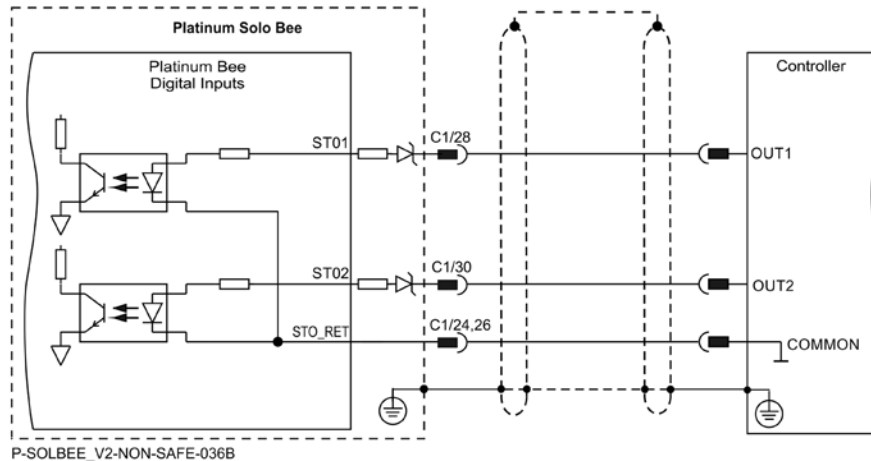 Platinum Solo Bee
Platinum Bee
Digital Inputs
Controller
ST01
C1/28
OUT1
ST02
C1/30
OUT2
STO_RET
C1/24,26
COMMON
P-SOLBEE_V2-NON-SAFE-036B